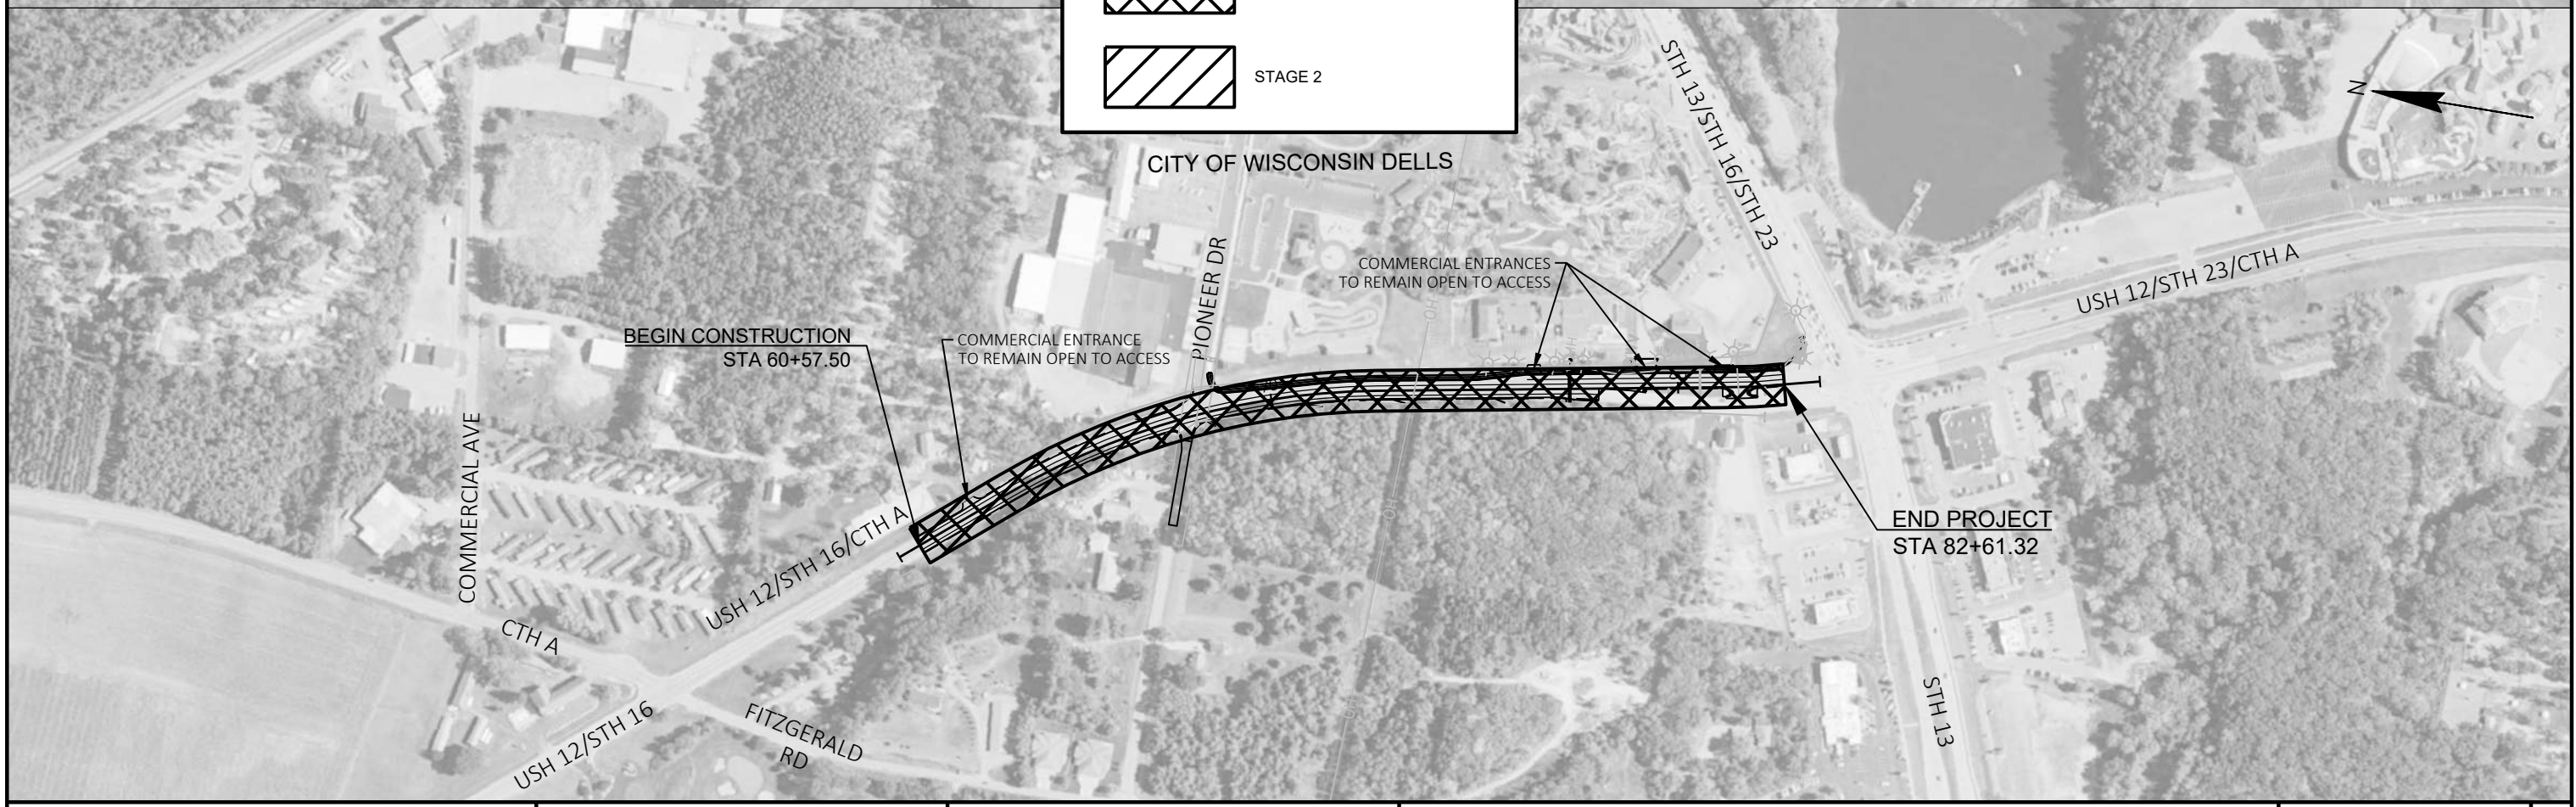 STAGE 2
CITY OF WISCONSIN DELLS
STH 13/STH 16/STH 23
N
PIONEER DR
COMMERCIAL ENTRANCES
TO REMAIN OPEN TO ACCESS
USH 12/STH 23/CTH A
BEGIN CONSTRUCTION
STA 60+57.50
COMMERCIAL ENTRANCE
TO REMAIN OPEN TO ACCESS
COMMERCIAL AVE
USH 12/STH 16/CTH A
END PROJECT
STA 82+61.32
CTH A
USH 12/STH 16
FITZGERALD
RD
STH 13
OH
OH